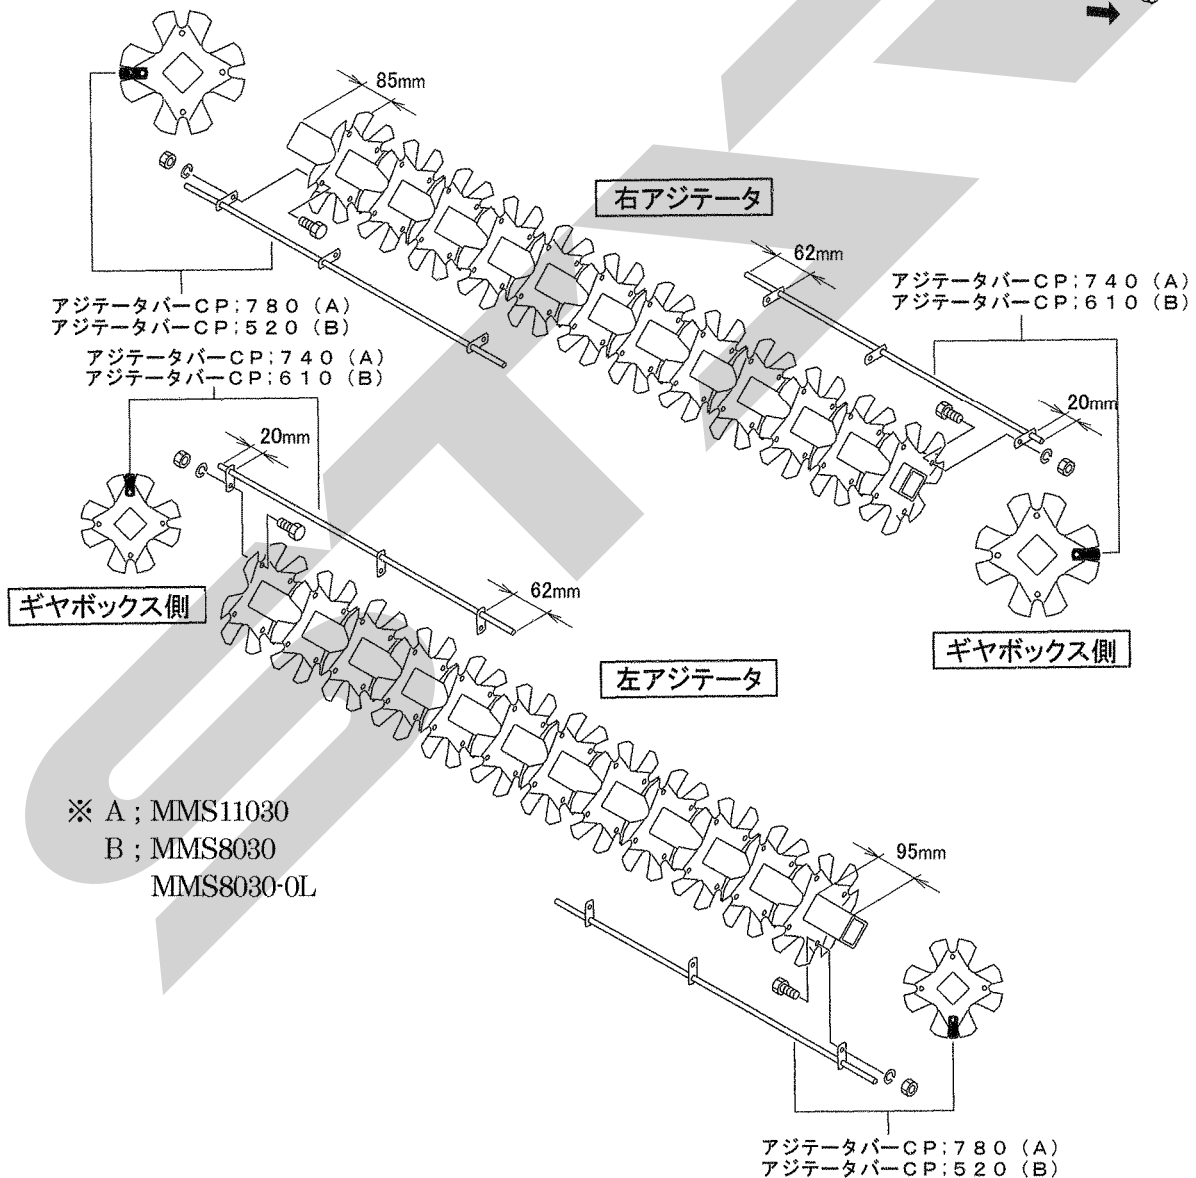 85mm
右アジテータ
62mm
アジテータバーCP;740（A）
アジテータバーCP;610（B）
アジテータバーCP;780（A）
アジテータバーCP;520（B）
アジテータバーCP;740（A）
アジテータバーCP;610（B）
20mm
20mm
62mm
ギヤボックス側
ギヤボックス側
左アジテータ
※ A ; MMS11030
B ; MMS8030
MMS8030-0L
95mm
アジテータバーCP;780（A）
アジテータバーCP;520（B）